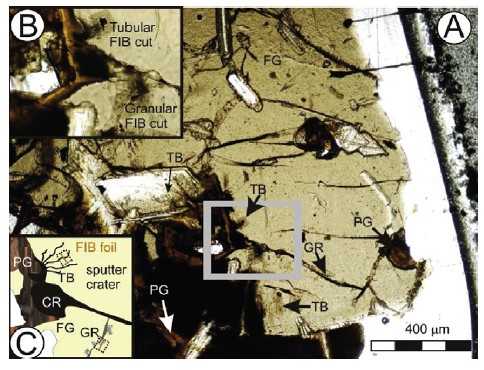 B
Tubular
FIB cut
Granular
FIB cut
A
FG
TB
TB
PG
GR
PG
TB
400 µm
FIB foil
PG
sputter
TB
crater
CR
FG
GR
C